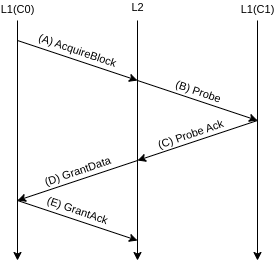 L1(C0)
L2
L1(C1)
(A) AcquireBlock
(B) Probe
(C) Probe Ack
(D) GrantData
(E) GrantAck